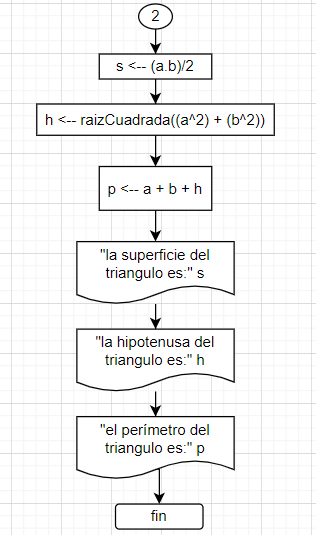 2
s <-- (a.b)/2
h <-- raizCuadrada((a^2) + (b^2))
p <-- a + b + h
"la superficie del
triangulo es:" s
"la hipotenusa del
triangulo es:" h
"el perímetro del
triangulo es:" p
fin